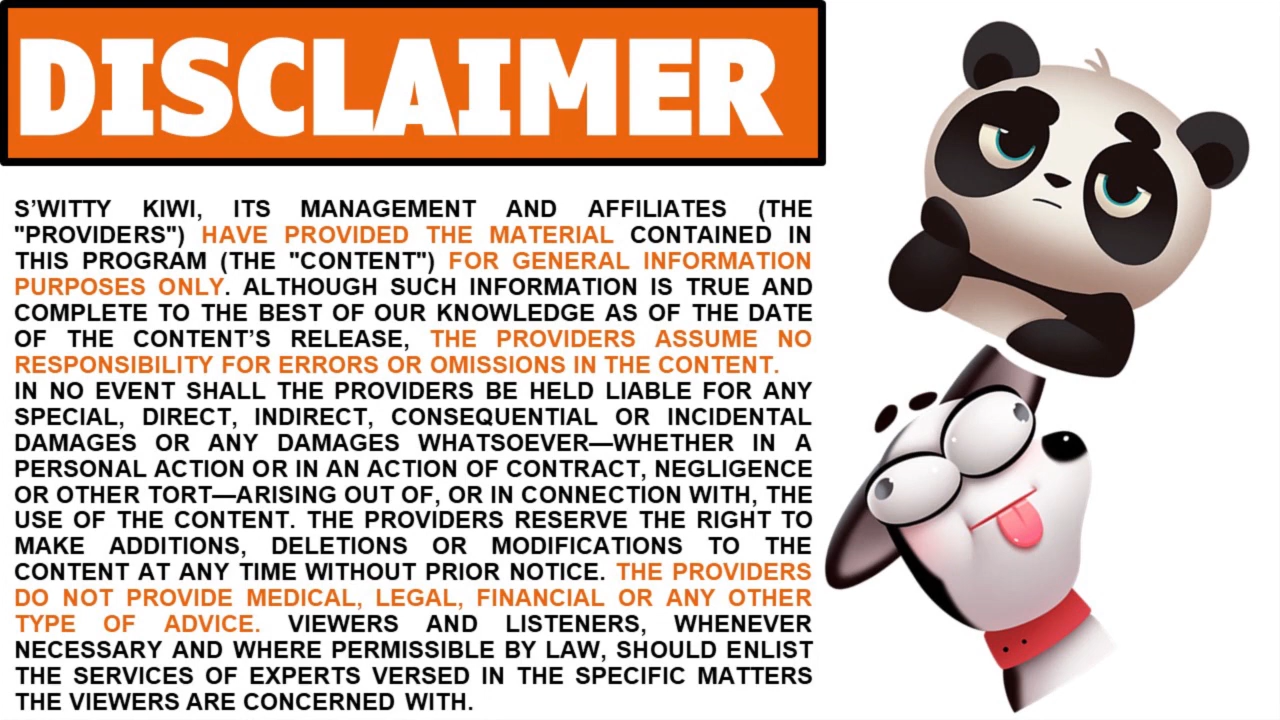 DISCLAIMER
S’WITTY KIWI, ITS MANAGEMENT AND AFFILIATES (THE
"PROVIDERS") HAVE PROVIDED THE MATERIAL CONTAINED IN
THIS PROGRAM (THE "CONTENT") FOR GENERAL INFORMATION
PURPOSES ONLY. ALTHOUGH SUCH INFORMATION IS TRUE AND
COMPLETE TO THE BEST OF OUR KNOWLEDGE AS OF THE DATE
OF THE CONTENT’S RELEASE, THE PROVIDERS ASSUME NO
RESPONSIBILITY FOR ERRORS OR OMISSIONS IN THE CONTENT.
IN NO EVENT SHALL THE PROVIDERS BE HELD LIABLE FOR ANY
SPECIAL, DIRECT, INDIRECT, CONSEQUENTIAL OR INCIDENTAL
DAMAGES OR ANY DAMAGES WHATSOEVER—WHETHER IN A
PERSONAL ACTION OR IN AN ACTION OF CONTRACT, NEGLIGENCE
OR OTHER TORT—ARISING OUT OF, OR IN CONNECTION WITH, THE
USE OF THE CONTENT. THE PROVIDERS RESERVE THE RIGHT TO
MAKE ADDITIONS, DELETIONS OR MODIFICATIONS TO THE
CONTENT AT ANY TIME WITHOUT PRIOR NOTICE. THE PROVIDERS
DO NOT PROVIDE MEDICAL, LEGAL, FINANCIAL OR ANY OTHER
TYPE OF ADVICE. VIEWERS AND LISTENERS, WHENEVER
NECESSARY AND WHERE PERMISSIBLE BY LAW, SHOULD ENLIST
THE SERVICES OF EXPERTS VERSED IN THE SPECIFIC MATTERS
THE VIEWERS ARE CONCERNED WITH.